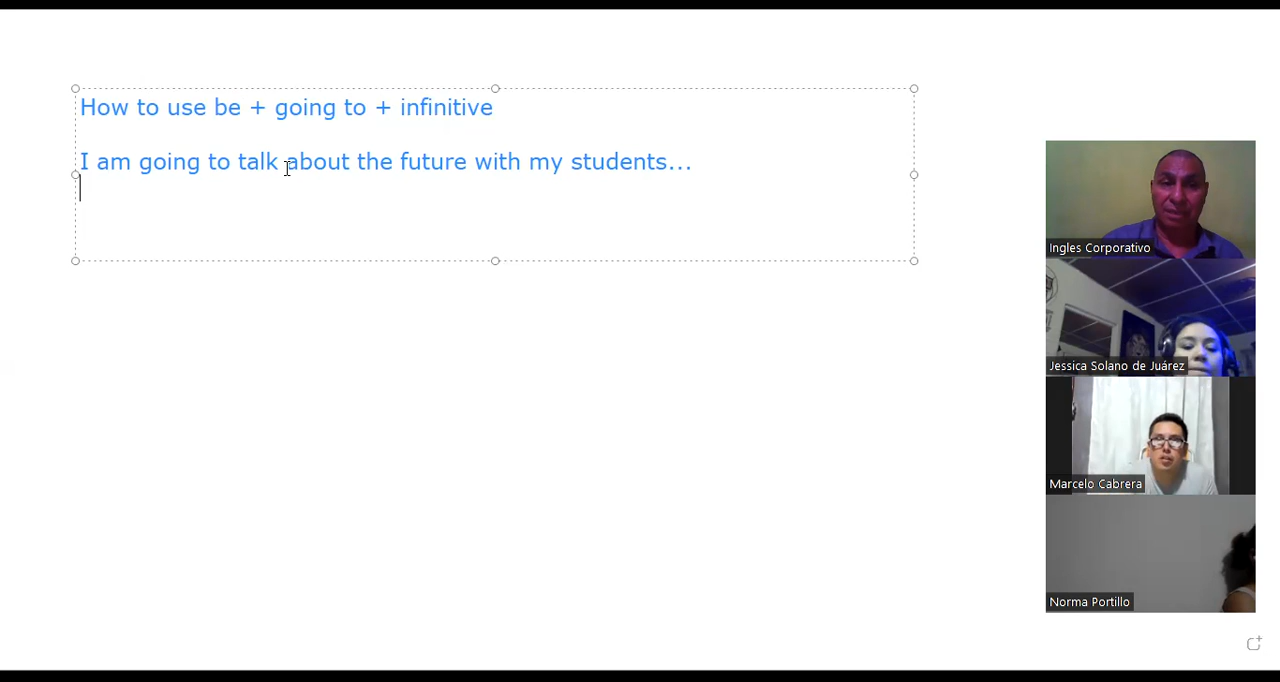 How to use be + going to + infinitive
I am going to talk about the future with my students...
Ingles Corporativo
Jessica Solano de Juárez
Marcelo Cabrera
Norma Portillo